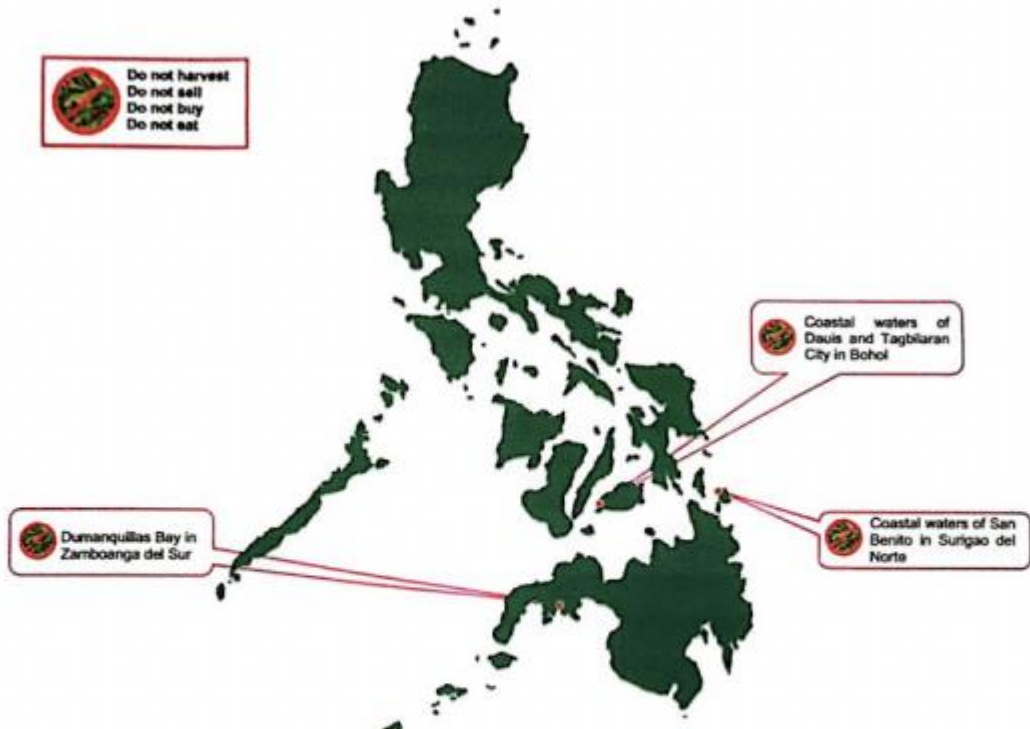 Do not harvest
Do not sell
Do not buy
Do not eat
Coastal waters of
Dauis and Tagbilaran
City in Bohol
Dumanquillas Bay in
Zamboanga del Sur
Coastal waters of San
Benito in Surigao del
Norte